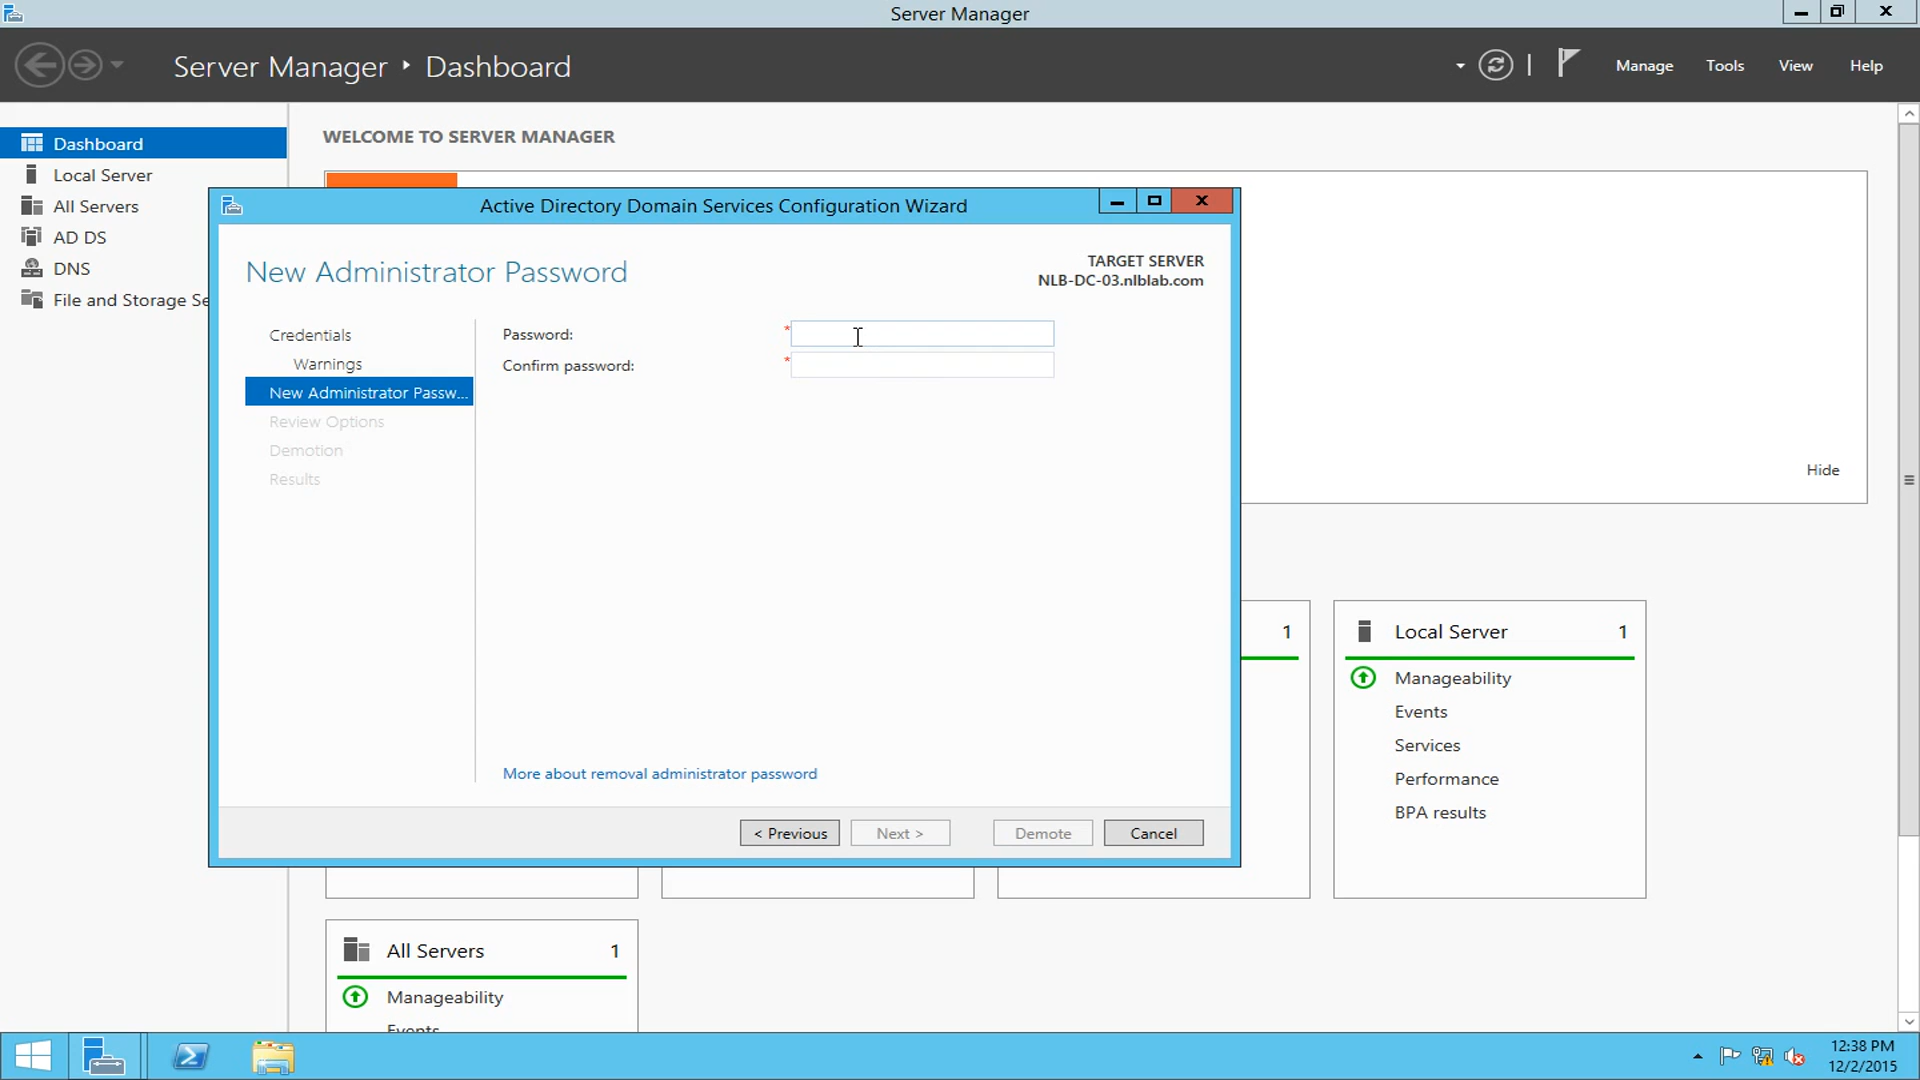 Server Manager
Server Manager ‣ Dashboard
Manage
Tools
View
Help
Dashboard
Local Server
All Servers
AD DS
DNS
File and Storage Se
WELCOME TO SERVER MANAGER
Hide
Active Directory Domain Services Configuration Wizard
New Administrator Password
TARGET SERVER
NLB-DC-03.nlblab.com
Credentials
Warnings
New Administrator Passw...
Review Options
Demotion
Results
Password:
*
Confirm password:
*
More about removal administrator password
< Previous
Next >
Demote
Cancel
1
Local Server 1
Manageability
Events
Services
Performance
BPA results
All Servers 1
Manageability
Events
12:38 PM
12/2/2015